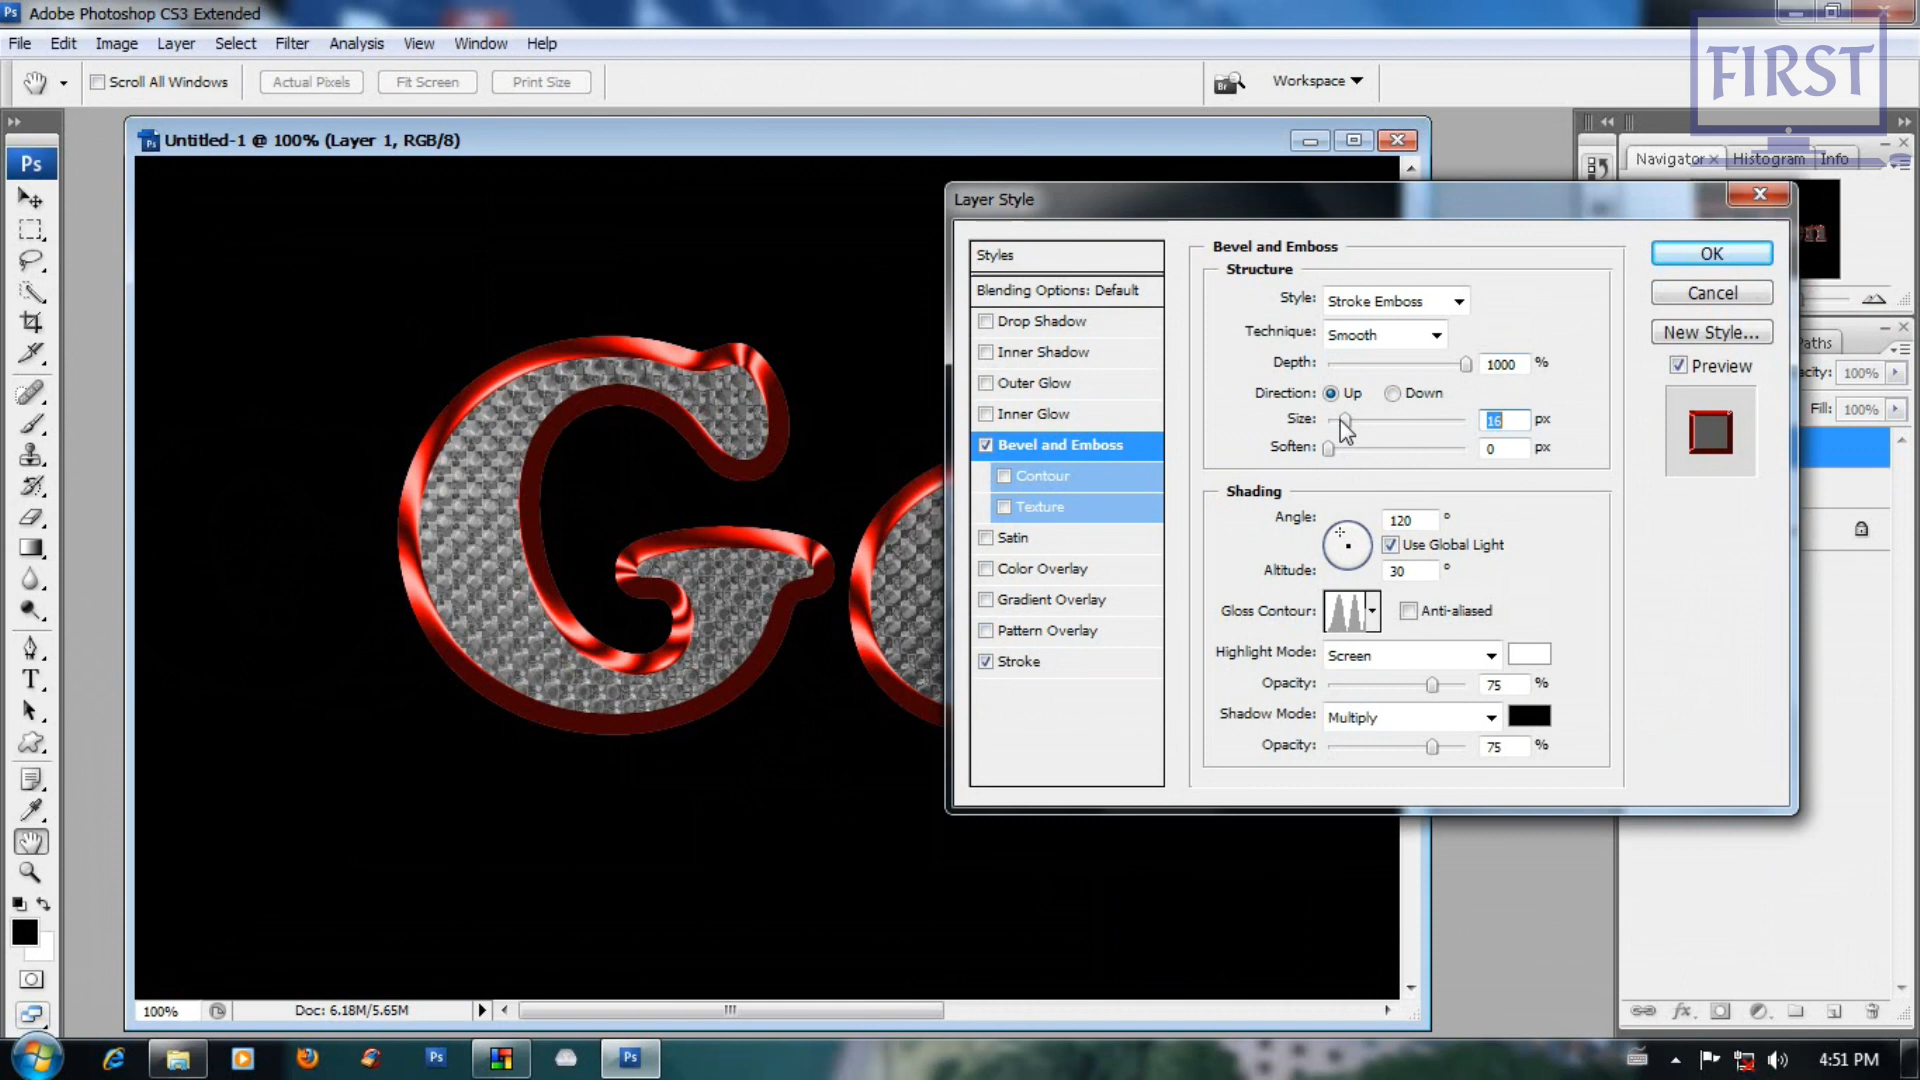 Ps Adobe Photoshop CS3 Extended
File Edit Image Layer Select Filter Analysis View Window Help
FIRST
Scroll All Windows Actual Pixels Fit Screen Print Size Br Workspace
Ps Untitled-1 @ 100% (Layer 1, RGB/8)
Navigator × Histogram Info
Layer Style
Styles
Blending Options: Default
Drop Shadow
Inner Shadow
Outer Glow
Inner Glow
Bevel and Emboss
Contour
Texture
Satin
Color Overlay
Gradient Overlay
Pattern Overlay
Stroke
Bevel and Emboss
Structure
Style: Stroke Emboss
Technique: Smooth
Depth: 1000 %
Direction: Up Down
Size: 16 px
Soften: 0 px
Shading
Angle: 120 °
Use Global Light
Altitude: 30 °
Gloss Contour: Anti-aliased
Highlight Mode: Screen
Opacity: 75 %
Shadow Mode: Multiply
Opacity: 75 %
OK
Cancel
New Style...
Preview
Paths
100%
Fill: 100%
G
T
fx
100% Doc: 6.18M/5.65M
Ps Ps 4:51 PM